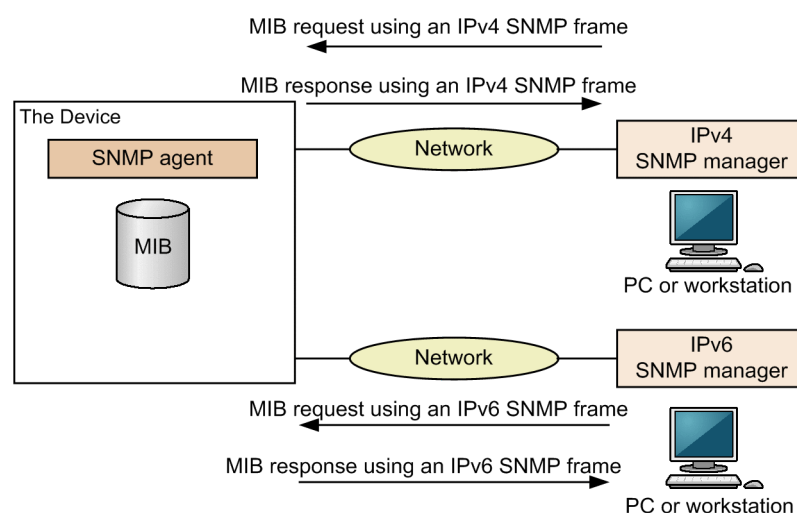 MIB request using an IPv4 SNMP frame
MIB response using an IPv4 SNMP frame
The Device
SNMP agent
MIB
Network
IPv4
SNMP manager
PC or workstation
Network
IPv6
SNMP manager
MIB request using an IPv6 SNMP frame
MIB response using an IPv6 SNMP frame
PC or workstation